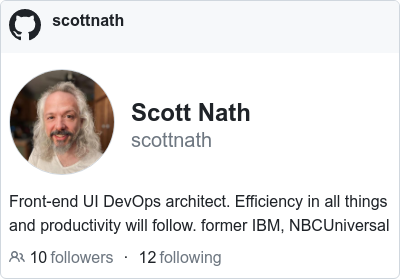 scottnath
Scott Nath
scottnath
Front-end UI DevOps architect. Efficiency in all things
and productivity will follow. former IBM, NBCUniversal
10 followers · 12 following